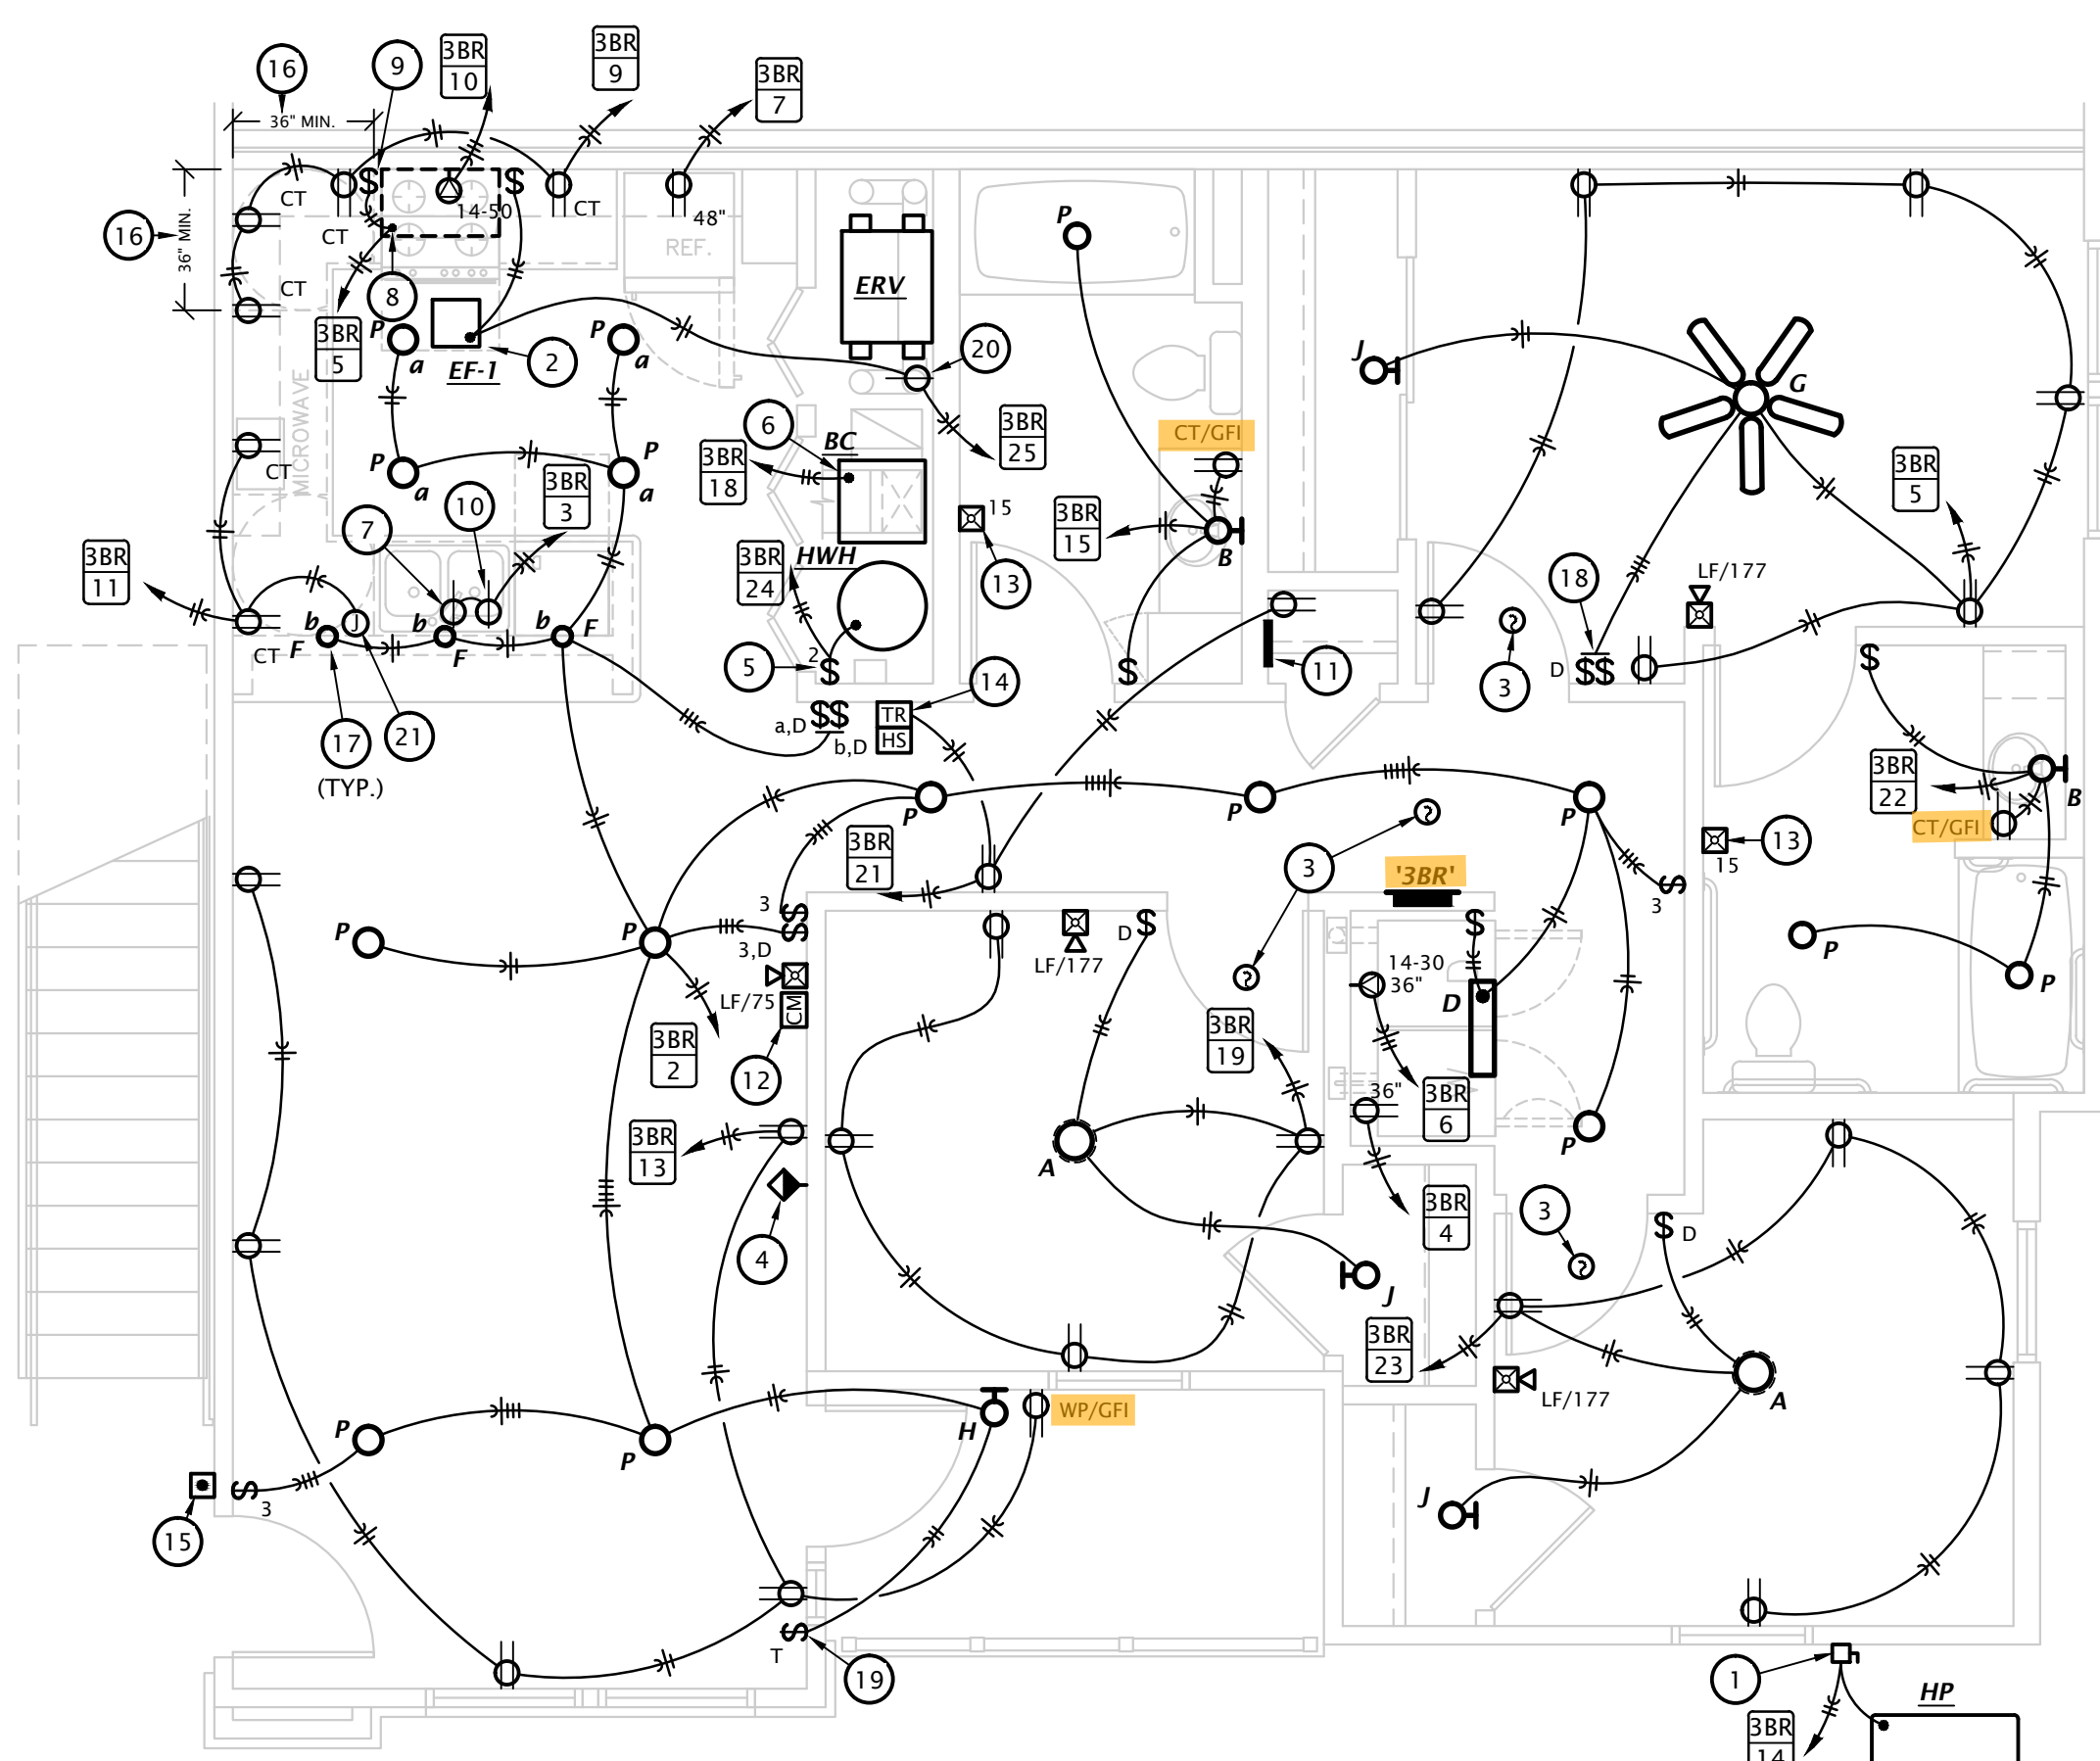 16
9
3BR
10
3BR
9
3BR
7
36" MIN.
16
36" MIN.
CT
CT
14-50
CT
48"
CT
REF.
CT
8
3BR
5
P
a
P
a
EF-1
2
ERV
20
P
J
G
MICROWAVE
CT
P
a
P
a
6
BC
3BR
18
3BR
25
CT/GFI
3BR
5
7
10
3BR
3
15
13
3BR
15
B
3BR
11
HWH
3BR
24
18
LF/177
CT
F
b
J
b
F
b
F
5
2
14
11
3
D
17
(TYP.)
21
a,D
b,D
TR
HS
3BR
22
B
CT/GFI
P
P
P
3BR
21
3
'3BR'
15
13
3
3
P
P
3,D
LF/75
CM
LF/177
D
14-30
36"
D
P
P
3BR
2
12
3BR
19
36"
3BR
6
3BR
13
A
P
4
3BR
4
3
D
J
3BR
23
LF/177
A
P
P
H
WP/GFI
J
3
15
T
19
1
HP
3BR
14